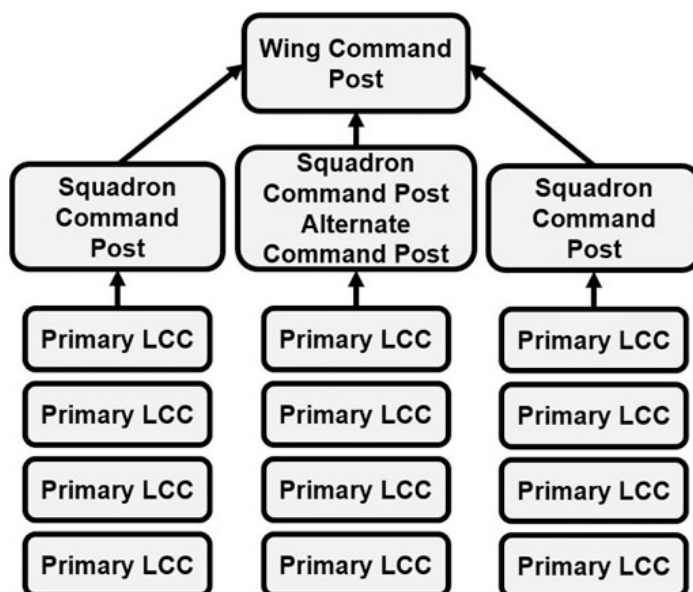 Wing Command
Post
Squadron
Command
Post
Squadron
Command Post
Alternate
Command Post
Squadron
Command
Post
Primary LCC
Primary LCC
Primary LCC
Primary LCC
Primary LCC
Primary LCC
Primary LCC
Primary LCC
Primary LCC
Primary LCC
Primary LCC
Primary LCC